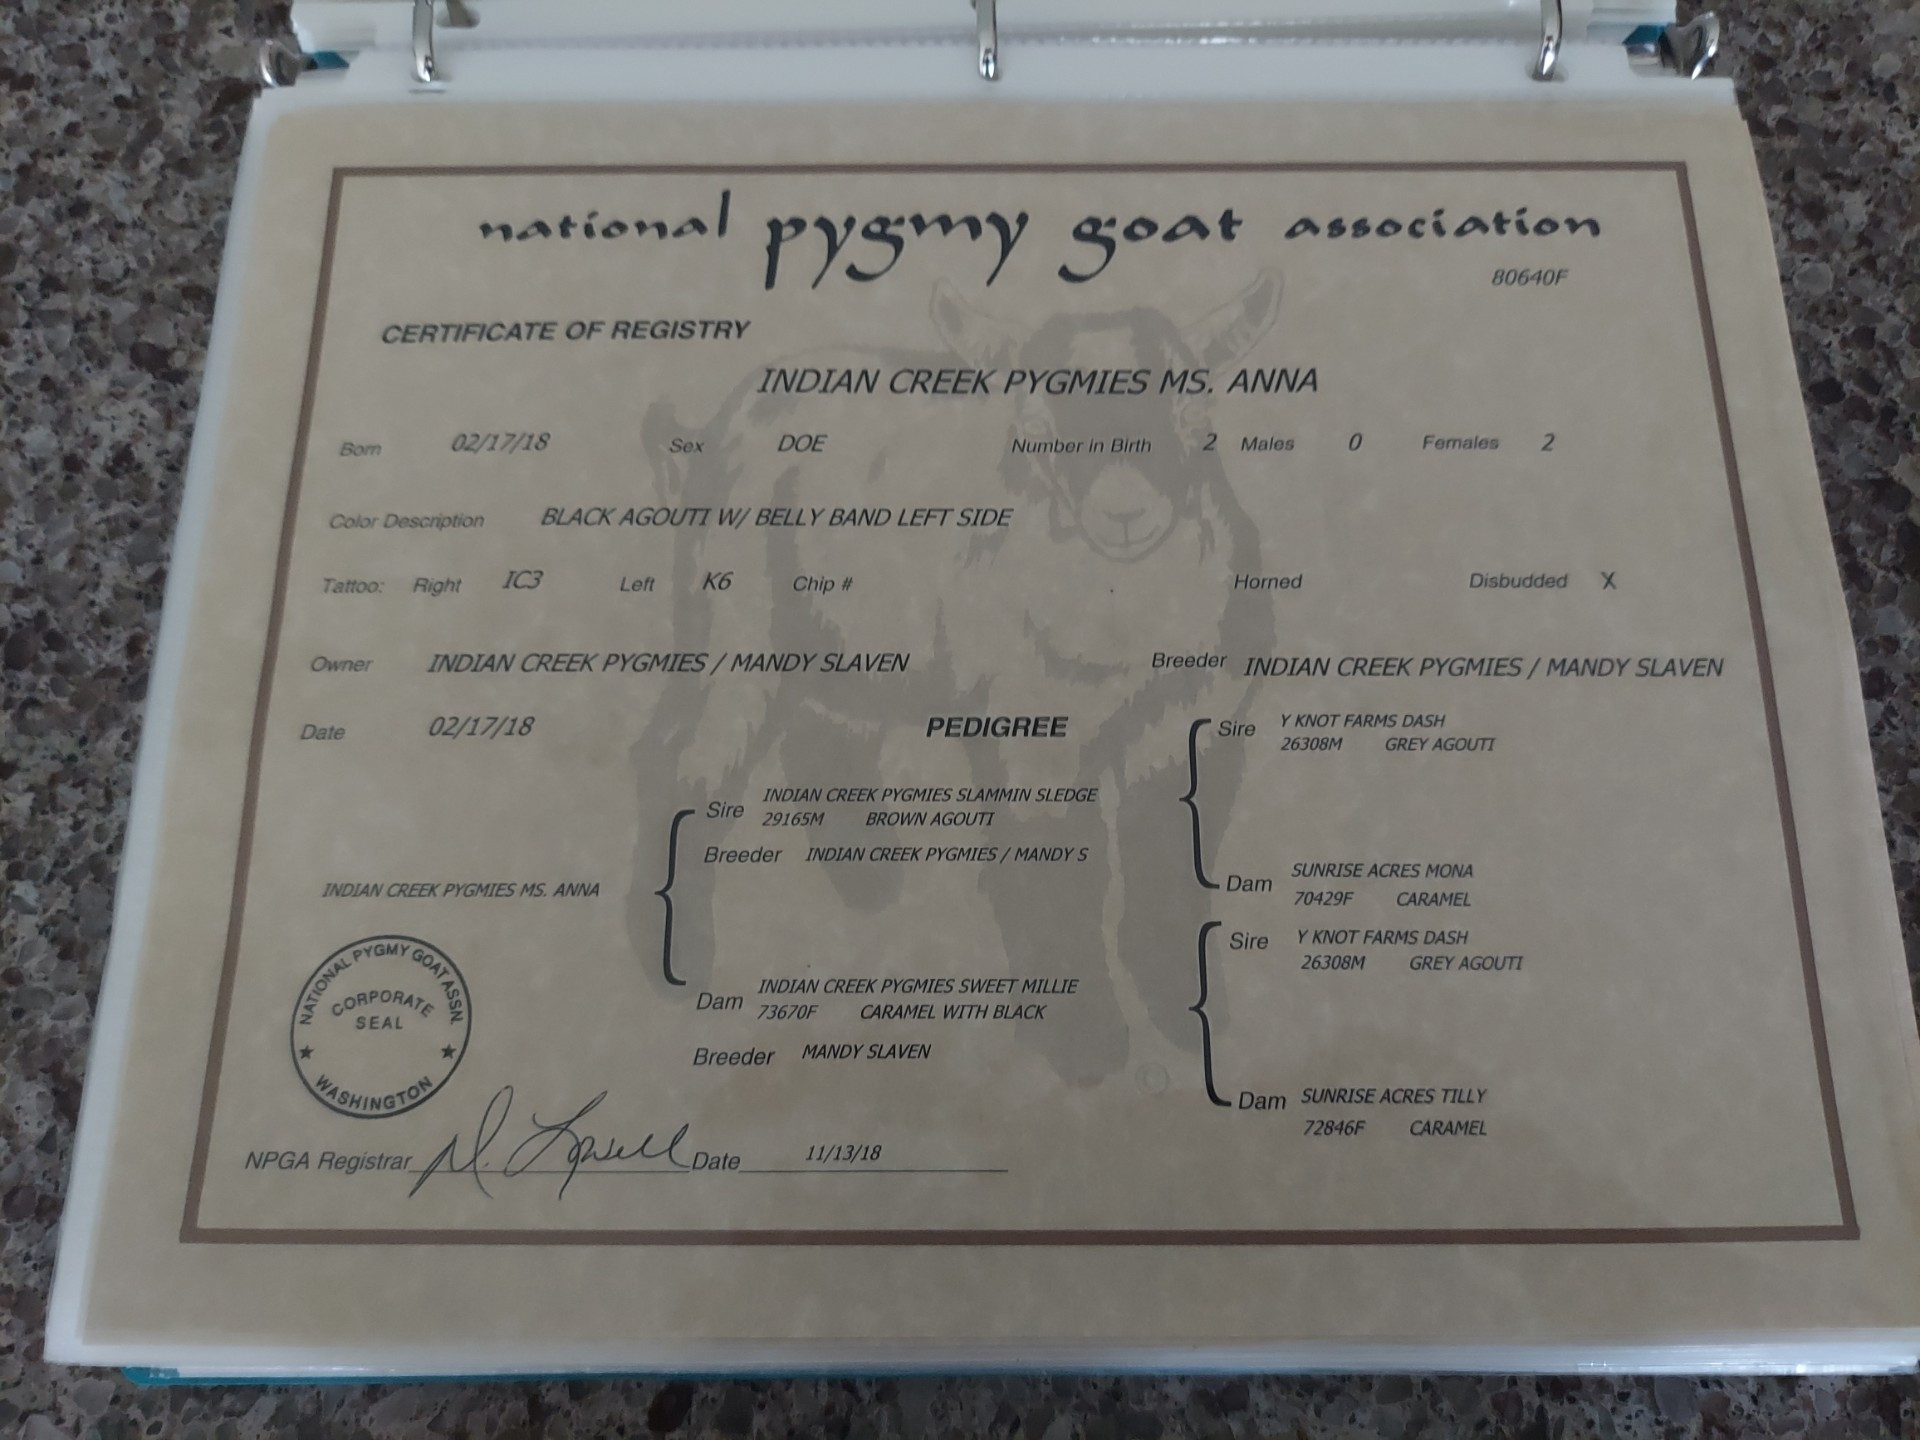 national pygmy goat association
80640F
CERTIFICATE OF REGISTRY
INDIAN CREEK PYGMIES MS. ANNA
Born 02/17/18 Sex DOE Number in Birth 2 Males 0 Females 2
Color Description BLACK AGOUTI W/ BELLY BAND LEFT SIDE
Tattoo: Right IC3 Left K6 Chip # Horned Disbudded X
Owner INDIAN CREEK PYGMIES / MANDY SLAVEN Breeder INDIAN CREEK PYGMIES / MANDY SLAVEN
Date 02/17/18 PEDIGREE
Sire Y KNOT FARMS DASH
26308M GREY AGOUTI
Sire INDIAN CREEK PYGMIES SLAMMIN SLEDGE
29165M BROWN AGOUTI
Breeder INDIAN CREEK PYGMIES / MANDY S
Dam SUNRISE ACRES MONA
70429F CARAMEL
INDIAN CREEK PYGMIES MS. ANNA
Sire Y KNOT FARMS DASH
26308M GREY AGOUTI
Dam INDIAN CREEK PYGMIES SWEET MILLIE
73670F CARAMEL WITH BLACK
Breeder MANDY SLAVEN
Dam SUNRISE ACRES TILLY
72846F CARAMEL
NATIONAL PYGMY GOAT ASSN.
CORPORATE
SEAL
WASHINGTON
NPGA Registrar D. Lowell Date 11/13/18